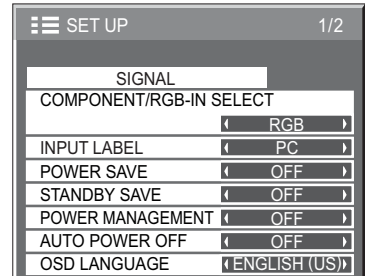 SET UP 1/2
SIGNAL
COMPONENT/RGB-IN SELECT
RGB
INPUT LABEL PC
POWER SAVE OFF
STANDBY SAVE OFF
POWER MANAGEMENT OFF
AUTO POWER OFF OFF
OSD LANGUAGE ENGLISH (US)